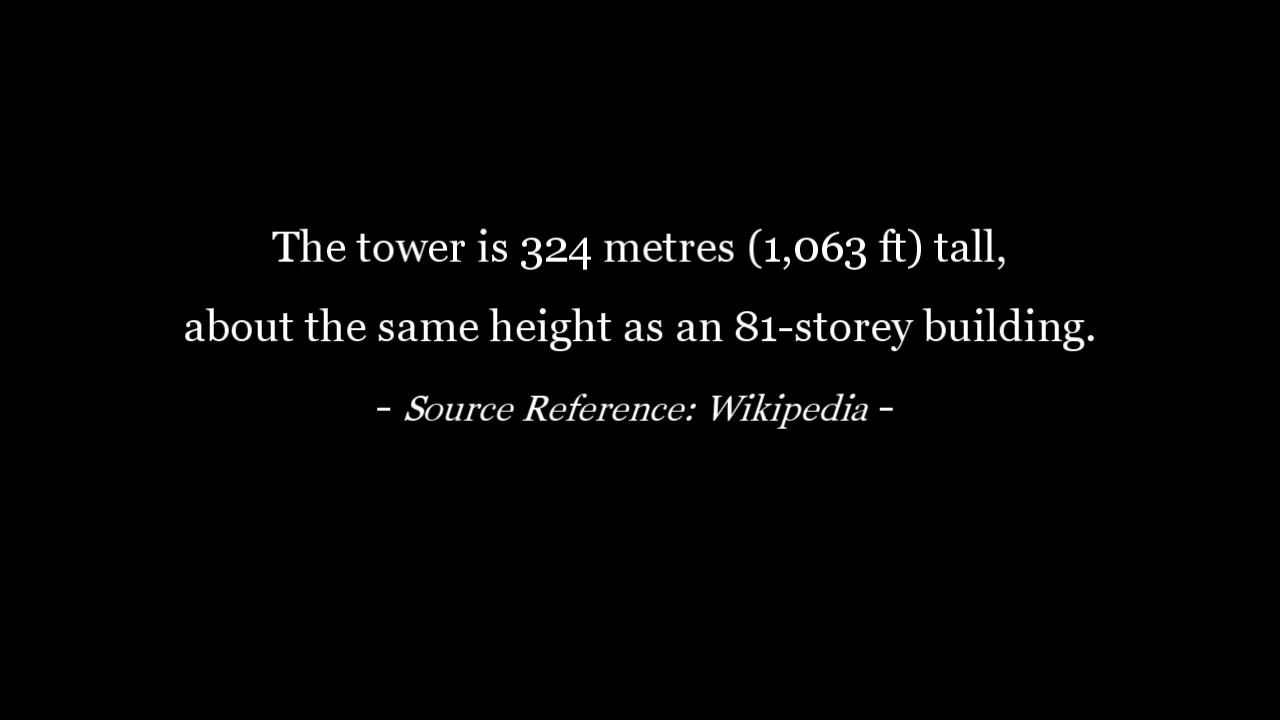 The tower is 324 metres (1,063 ft) tall,
about the same height as an 81-storey building.
- Source Reference: Wikipedia -